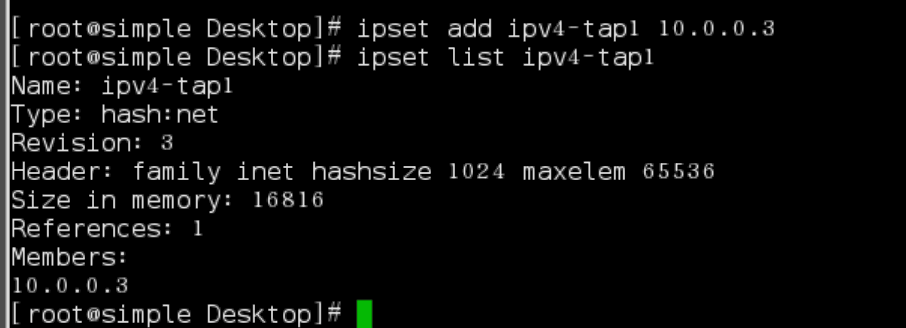 [root@simple Desktop]# ipset add ipv4-tap1 10.0.0.3
[root@simple Desktop]# ipset list ipv4-tap1
Name: ipv4-tap1
Type: hash:net
Revision: 3
Header: family inet hashsize 1024 maxelem 65536
Size in memory: 16816
References: 1
Members:
10.0.0.3
[root@simple Desktop]#